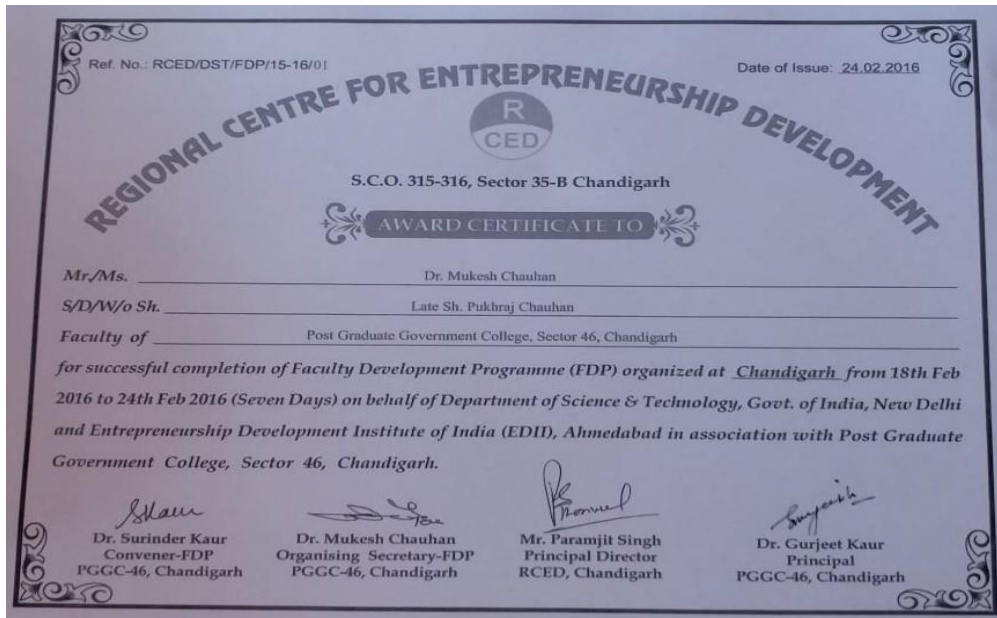 Ref. No.: RCED/DST/FDP/15-16/01
Date of Issue: 24.02.2016
REGIONAL CENTRE FOR ENTREPRENEURSHIP DEVELOPMENT
R
CED
S.C.O. 315-316, Sector 35-B Chandigarh
AWARD CERTIFICATE TO
Mr./Ms. Dr. Mukesh Chauhan
S/D/W/o Sh. Late Sh. Pukhraj Chauhan
Faculty of Post Graduate Government College, Sector 46, Chandigarh
for successful completion of Faculty Development Programme (FDP) organized at Chandigarh from 18th Feb
2016 to 24th Feb 2016 (Seven Days) on behalf of Department of Science & Technology, Govt. of India, New Delhi
and Entrepreneurship Development Institute of India (EDII), Ahmedabad in association with Post Graduate
Government College, Sector 46, Chandigarh.
Dr. Surinder Kaur
Convener-FDP
PGGC-46, Chandigarh
Dr. Mukesh Chauhan
Organising Secretary-FDP
PGGC-46, Chandigarh
Mr. Paramjit Singh
Principal Director
RCED, Chandigarh
Dr. Gurjeet Kaur
Principal
PGGC-46, Chandigarh